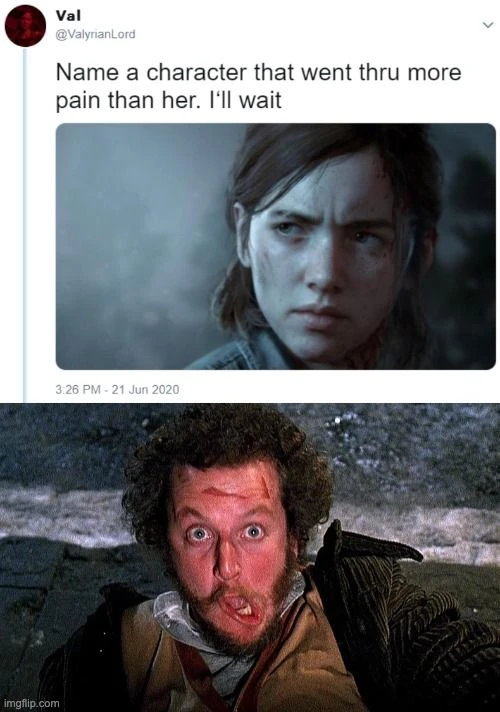 Val
@ValyrianLord
Name a character that went thru more
pain than her. I‘ll wait
3:26 PM - 21 Jun 2020
imgflip.com